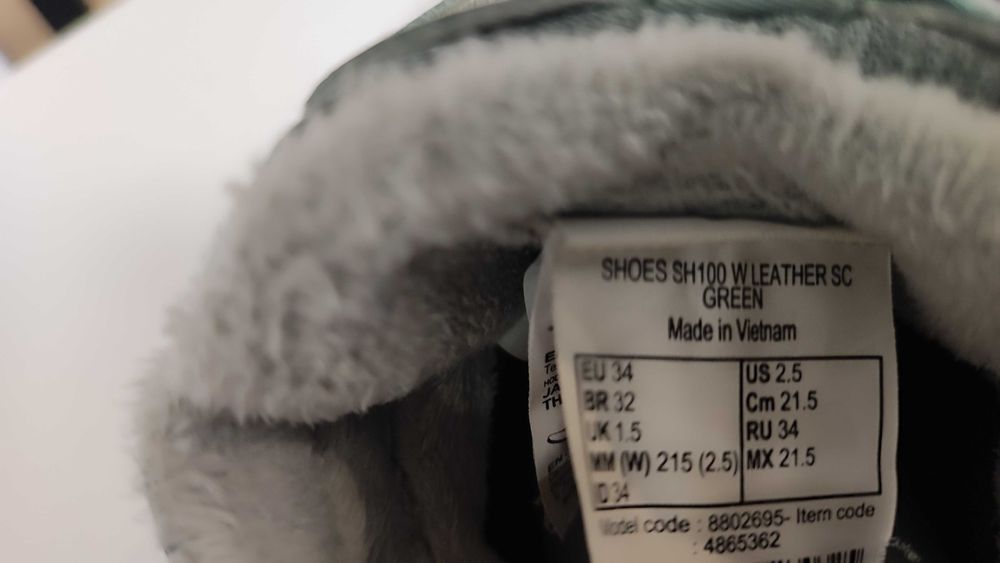 SHOES SH100 W LEATHER SC
GREEN
Made in Vietnam
EU 34 US 2.5
BR 32 Cm 21.5
UK 1.5 RU 34
MM (W) 215 (2.5) MX 21.5
34
Model code : 8802695- Item code
: 4865362